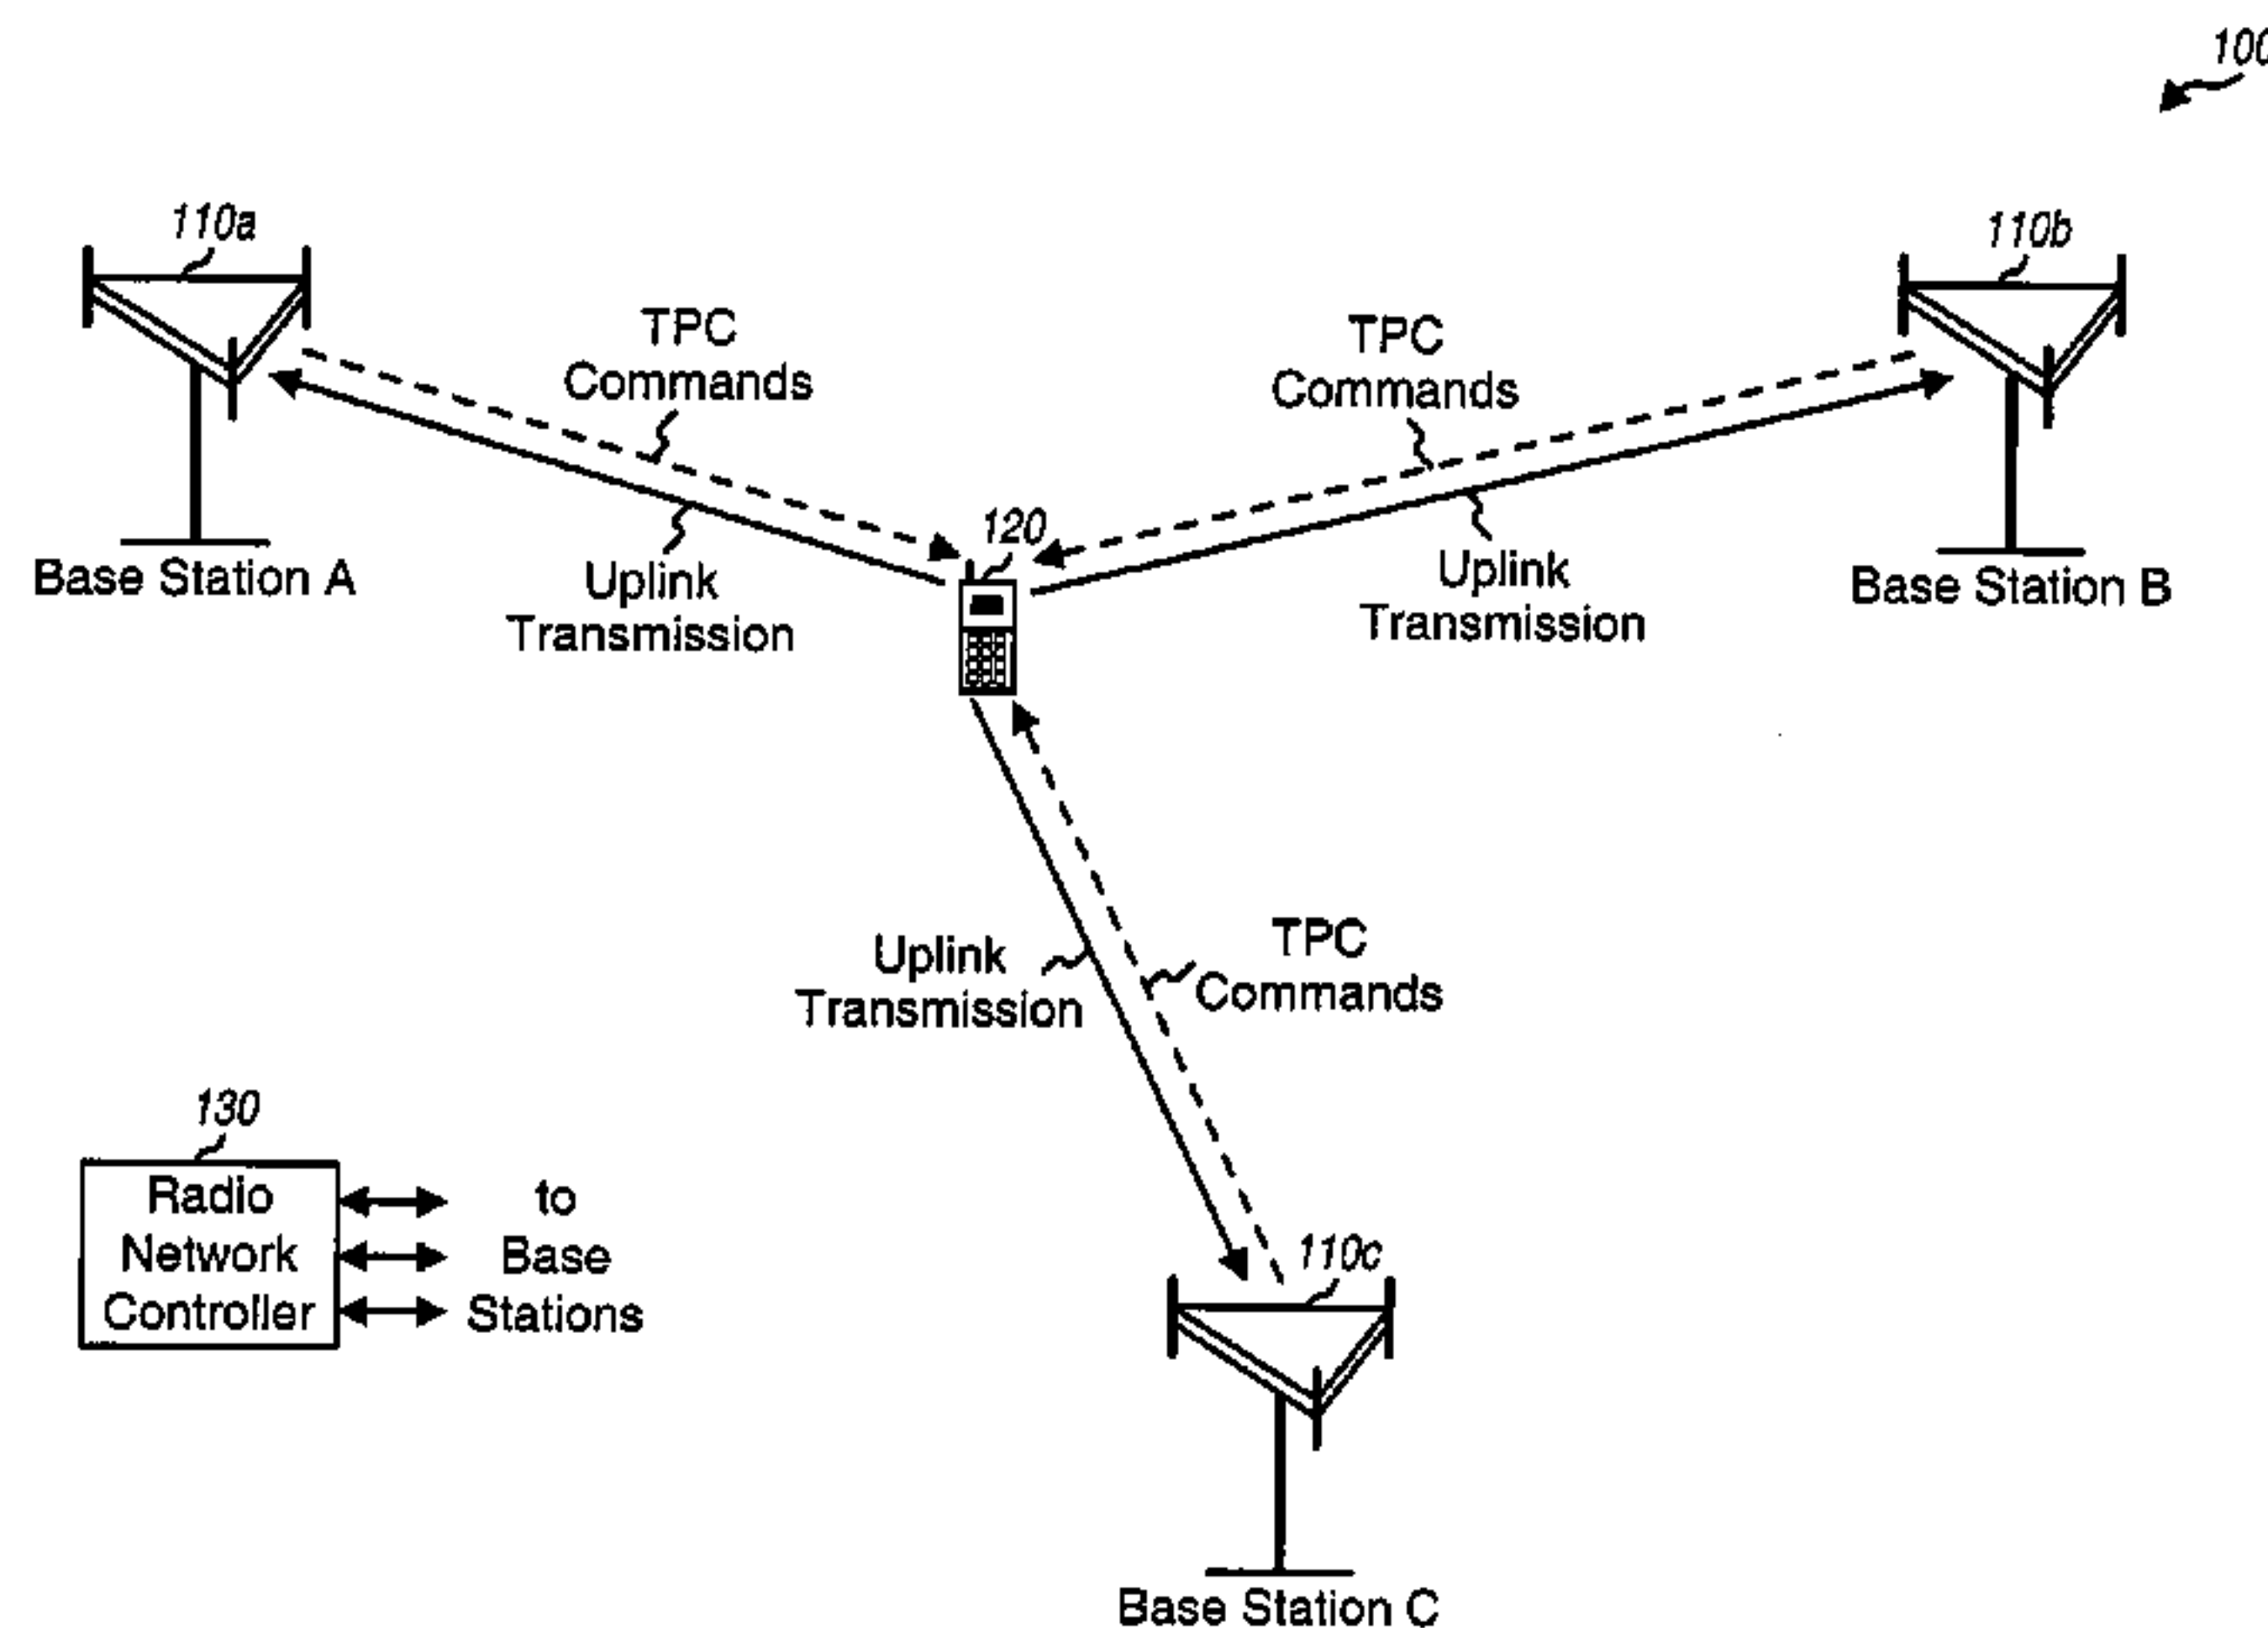 100
110a
110b
TPC
Commands
TPC
Commands
120
Base Station A
Uplink
Transmission
Uplink
Transmission
Base Station B
Uplink
Transmission
TPC
Commands
130
Radio
Network
Controller
to
Base
Stations
110c
Base Station C